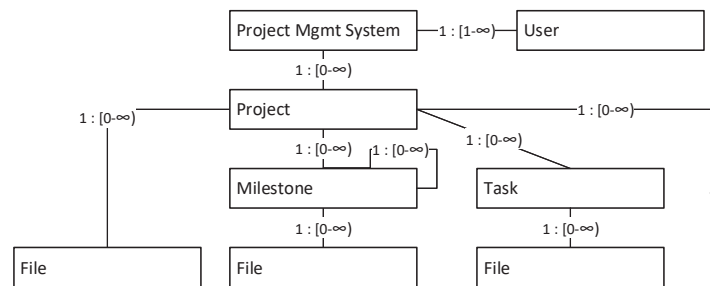 Project Mgmt System
1 : [1-∞)
User
1 : [0-∞)
1 : [0-∞)
Project
1 : [0-∞)
1 : [0-∞)
1 : [0-∞)
1 : [0-∞)
Milestone
Task
1 : [0-∞)
1 : [0-∞)
File
File
File